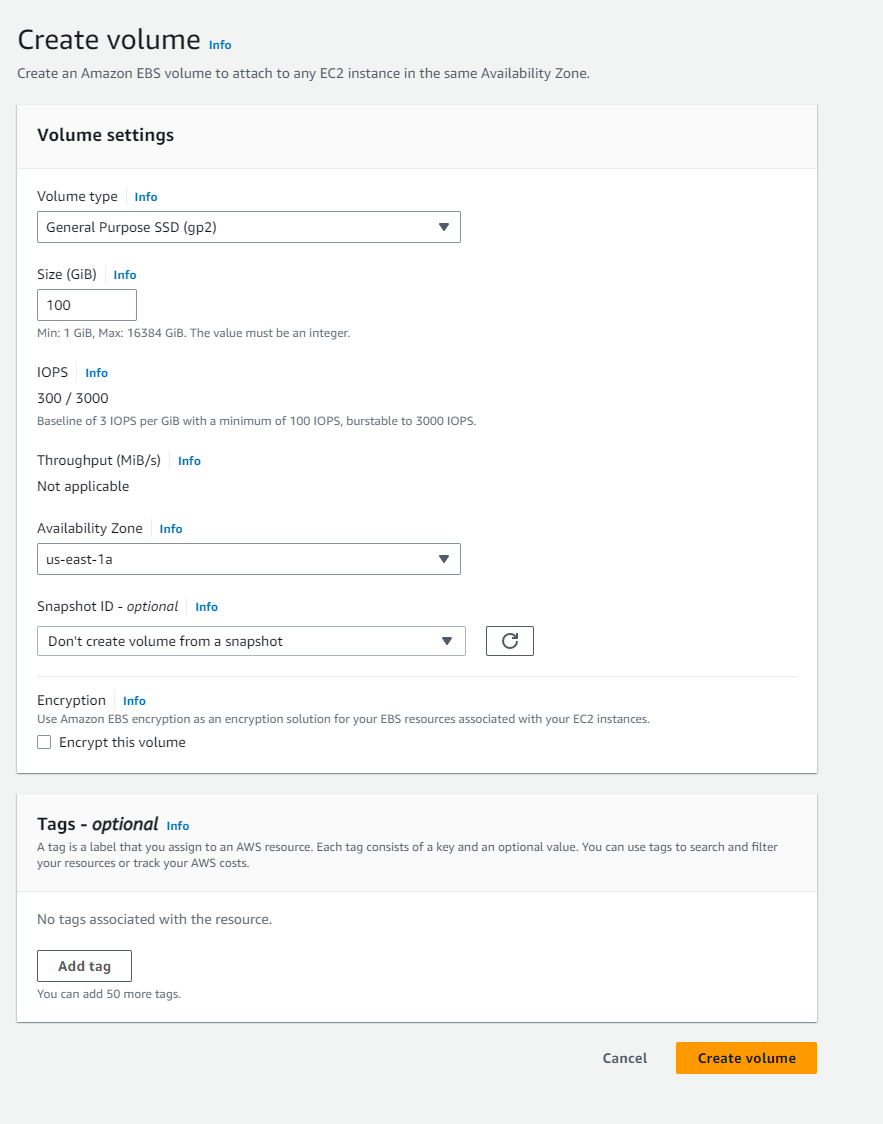 Create volume Info
Create an Amazon EBS volume to attach to any EC2 instance in the same Availability Zone.
Volume settings
Volume type Info
General Purpose SSD (gp2)
Size (GiB) Info
100
Min: 1 GiB, Max: 16384 GiB. The value must be an integer.
IOPS Info
300 / 3000
Baseline of 3 IOPS per GiB with a minimum of 100 IOPS, burstable to 3000 IOPS.
Throughput (MiB/s) Info
Not applicable
Availability Zone Info
us-east-1a
Snapshot ID - optional Info
Don't create volume from a snapshot
Encryption Info
Use Amazon EBS encryption as an encryption solution for your EBS resources associated with your EC2 instances.
Encrypt this volume
Tags - optional Info
A tag is a label that you assign to an AWS resource. Each tag consists of a key and an optional value. You can use tags to search and filter
your resources or track your AWS costs.
No tags associated with the resource.
Add tag
You can add 50 more tags.
Cancel Create volume